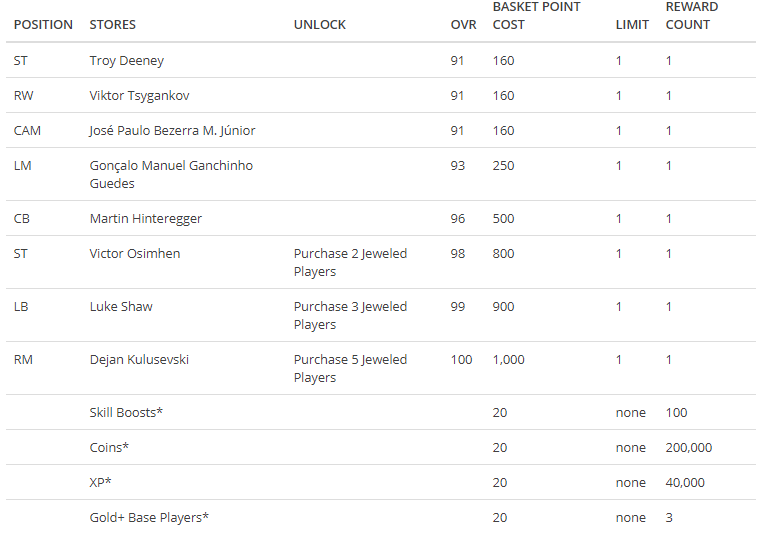 POSITION STORES UNLOCK OVR BASKET POINT COST LIMIT REWARD COUNT
ST Troy Deeney 91 160 1 1
RW Viktor Tsygankov 91 160 1 1
CAM José Paulo Bezerra M. Júnior 91 160 1 1
LM Gonçalo Manuel Ganchinho 93 250 1 1
Guedes
CB Martin Hinteregger 96 500 1 1
ST Victor Osimhen Purchase 2 Jeweled 98 800 1 1
Players
LB Luke Shaw Purchase 3 Jeweled 99 900 1 1
Players
RM Dejan Kulusevski Purchase 5 Jeweled 100 1,000 1 1
Players
Skill Boosts* 20 none 100
Coins* 20 none 200,000
XP* 20 none 40,000
Gold+ Base Players* 20 none 3